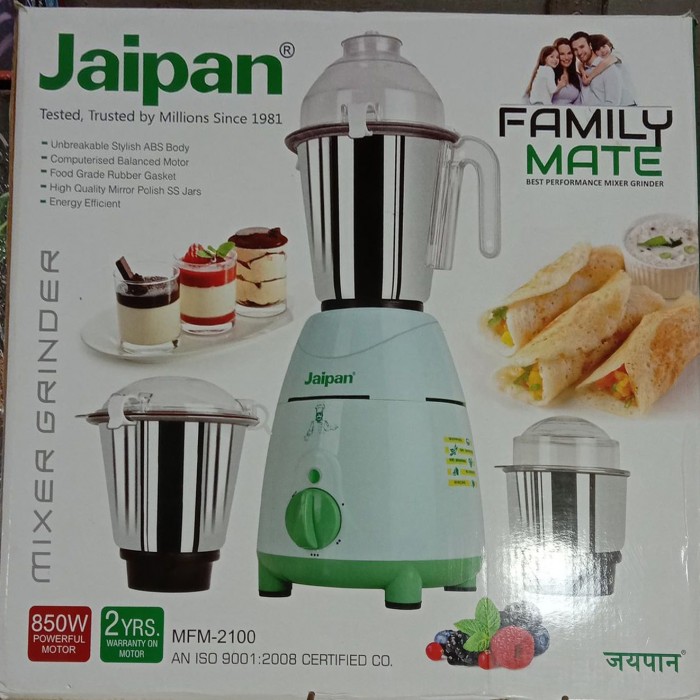 Jaipan®
Tested, Trusted by Millions Since 1981
Unbreakable Stylish ABS Body
Computerised Balanced Motor
Food Grade Rubber Gasket
High Quality Mirror Polish SS Jars
Energy Efficient
FAMILY
MATE
BEST PERFORMANCE MIXER GRINDER
MIXER GRINDER
Jaipan®
850W
POWERFUL
MOTOR
2YRS.
WARRANTY ON
MOTOR
MFM-2100
AN ISO 9001:2008 CERTIFIED CO.
जयपान®